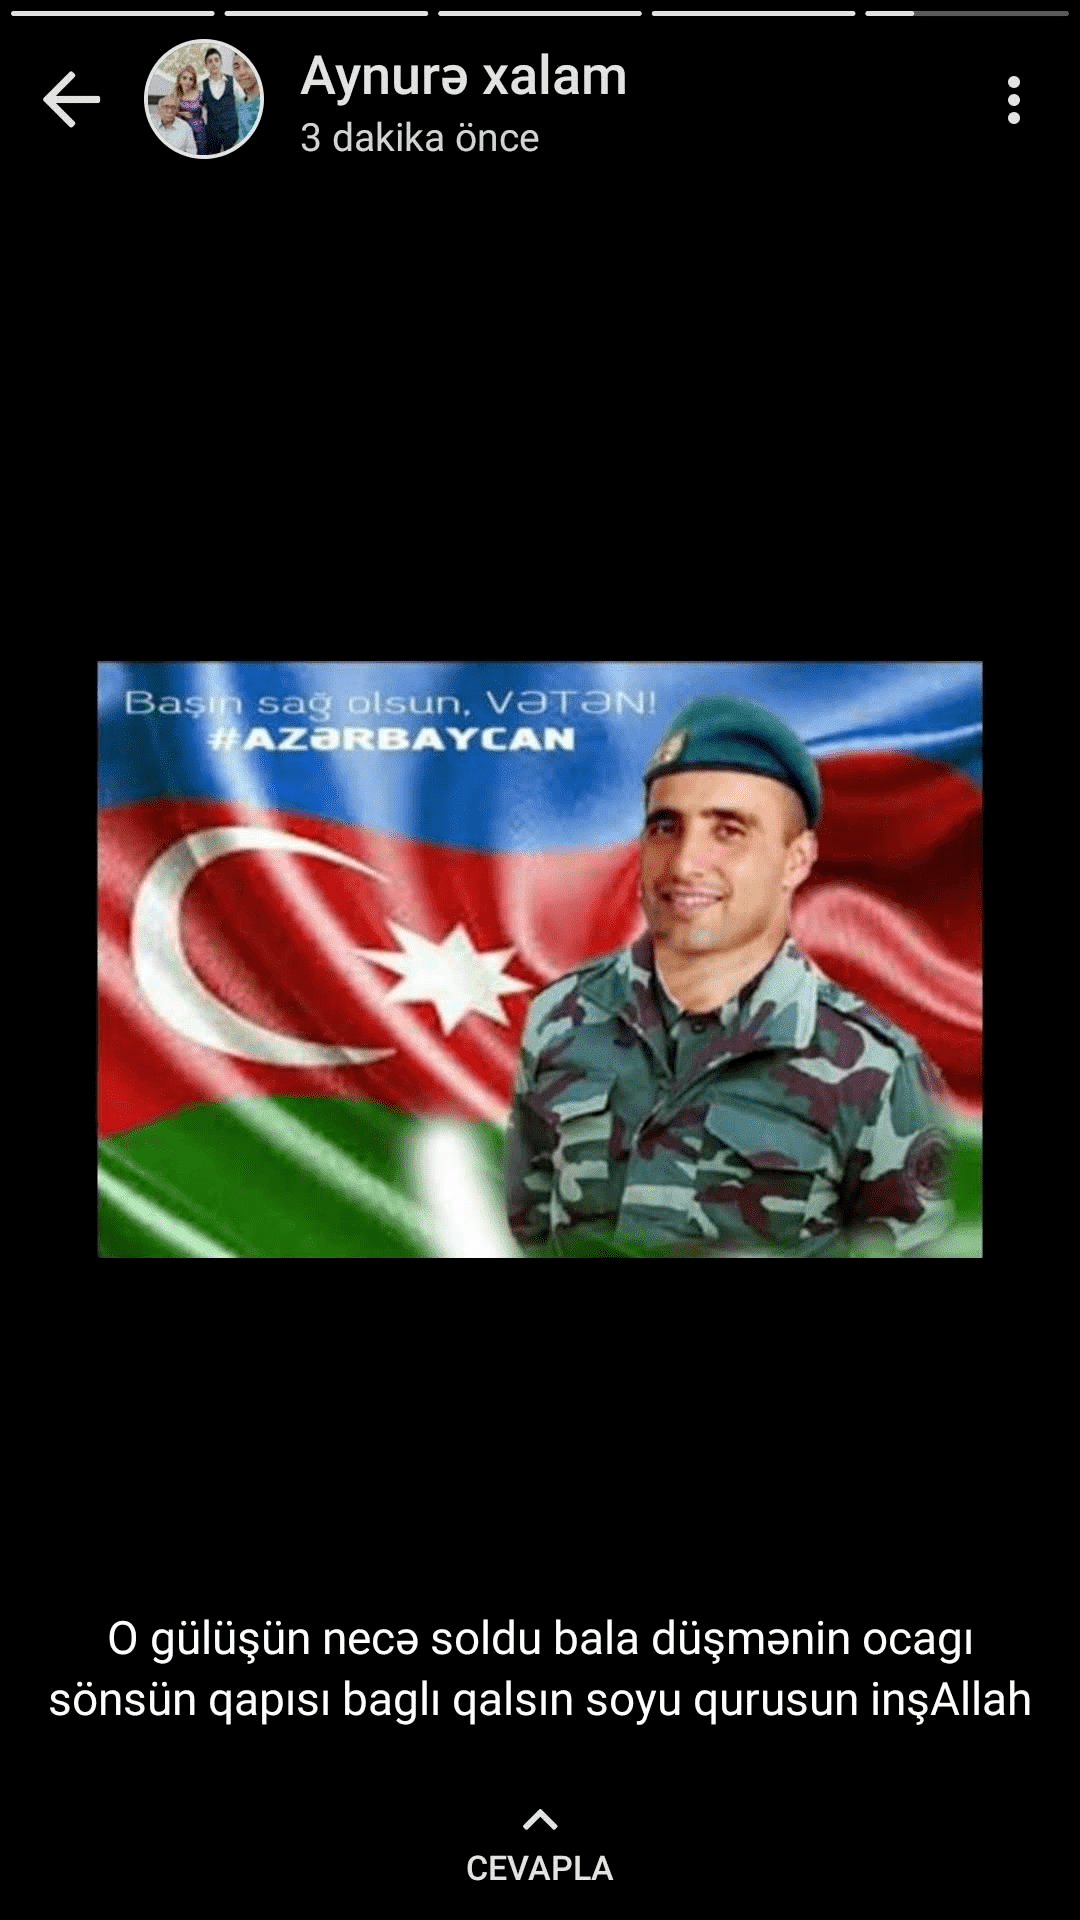 Aynurə xalam
3 dakika önce
Başın sağ olsun, VƏTƏN!
#AZƏRBAYCAN
O gülüşün necə soldu bala düşmənin ocagı
sönsün qapısı baglı qalsın soyu qurusun inşAllah
CEVAPLA